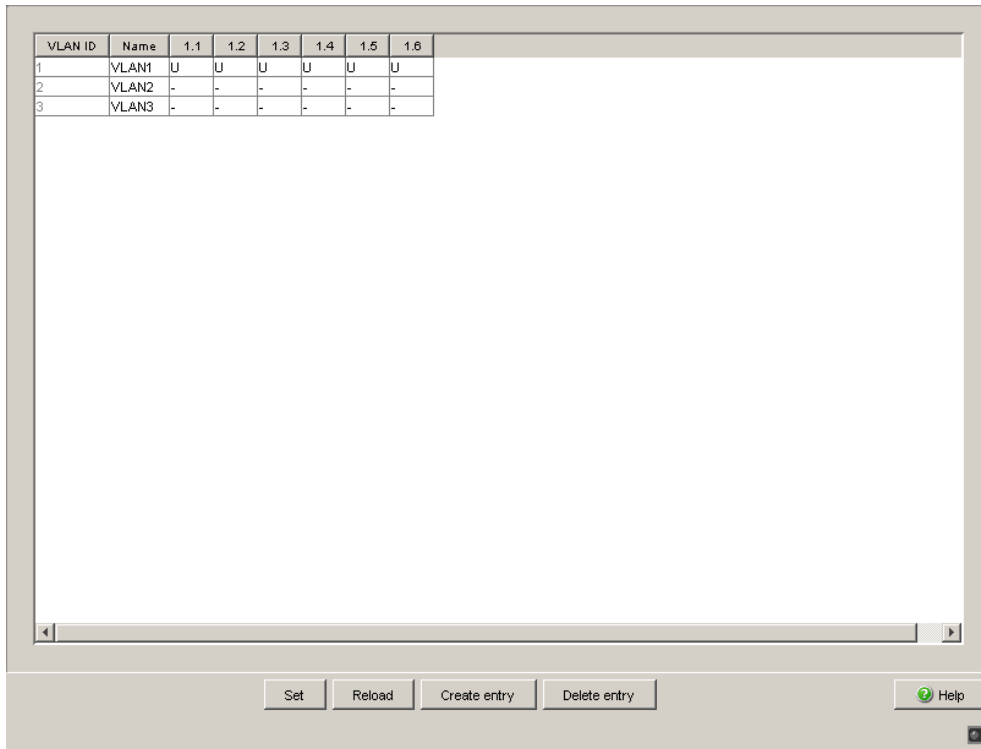 VLAN ID Name 1.1 1.2 1.3 1.4 1.5 1.6
1 VLAN1 U U U U U U
2 VLAN2 - - - - - -
3 VLAN3 - - - - - -
Set Reload Create entry Delete entry Help